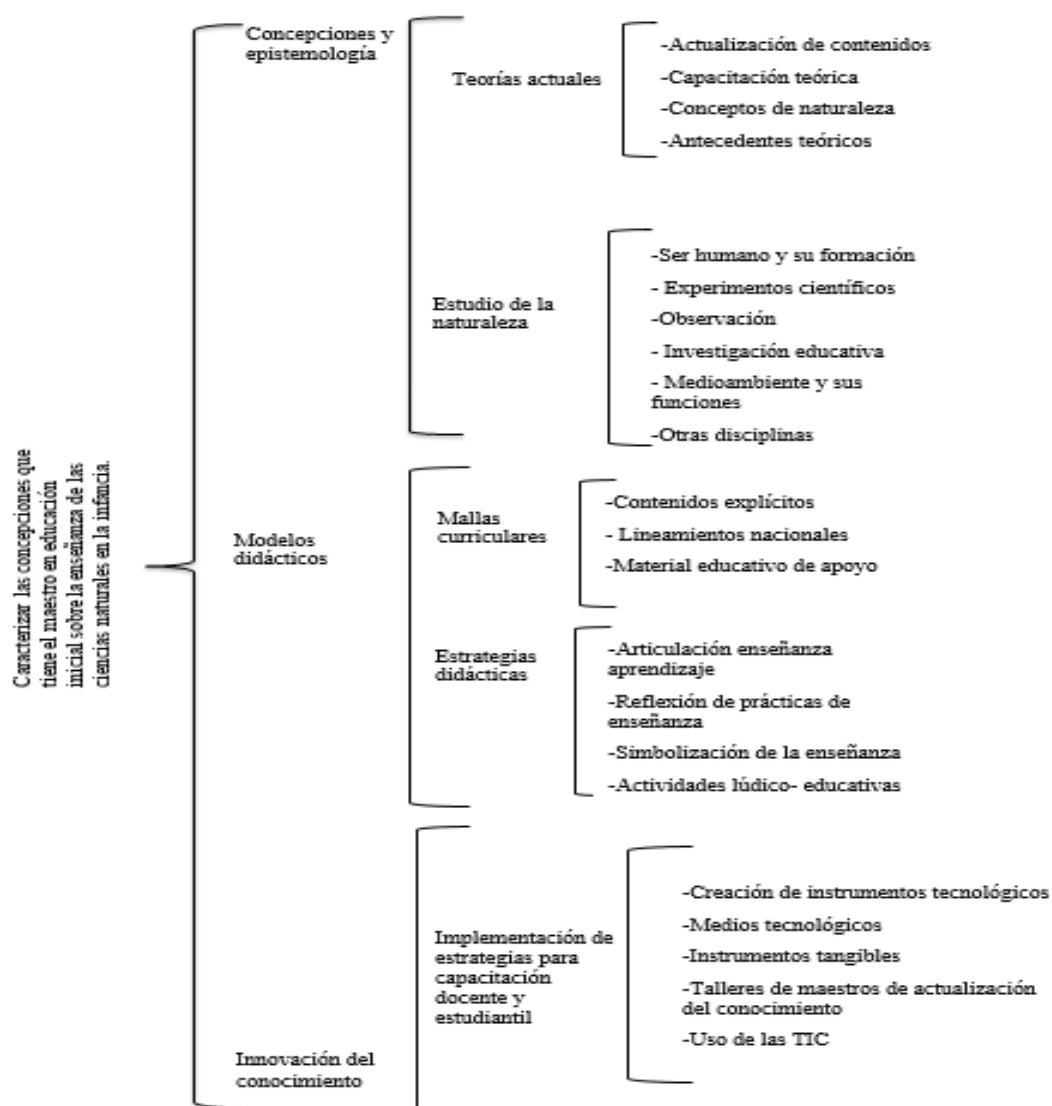 Caracterizar las concepciones que
tiene el maestro en educación
inicial sobre la enseñanza de las
ciencias naturales en la infancia.
Concepciones y
epistemología
Teorías actuales
-Actualización de contenidos
-Capacitación teórica
-Conceptos de naturaleza
-Antecedentes teóricos
Estudio de la
naturaleza
-Ser humano y su formación
- Experimentos científicos
-Observación
- Investigación educativa
- Medioambiente y sus
funciones
-Otras disciplinas
Modelos
didácticos
Mallas
curriculares
-Contenidos explícitos
- Lineamientos nacionales
-Material educativo de apoyo
Estrategias
didácticas
-Articulación enseñanza
aprendizaje
-Reflexión de prácticas de
enseñanza
-Simbolización de la enseñanza
-Actividades lúdico- educativas
Innovación del
conocimiento
Implementación de
estrategias para
capacitación
docente y
estudiantil
-Creación de instrumentos tecnológicos
-Medios tecnológicos
-Instrumentos tangibles
-Talleres de maestros de actualización
del conocimiento
-Uso de las TIC